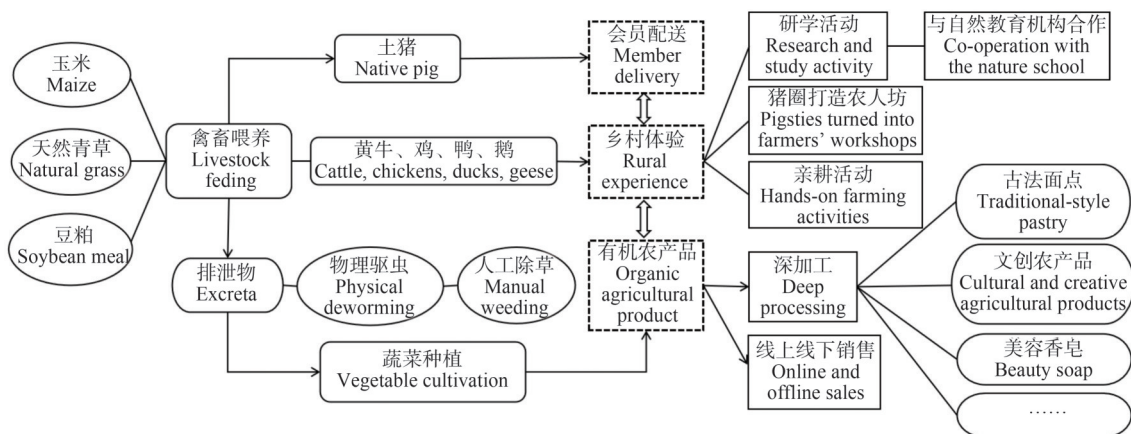 玉米
Maize
天然青草
Natural grass
豆粕
Soybean meal
禽畜喂养
Livestock
feding
土猪
Native pig
黄牛、鸡、鸭、鹅
Cattle, chickens, ducks, geese
排泄物
Excreta
物理驱虫
Physical
deworming
人工除草
Manual
weeding
蔬菜种植
Vegetable cultivation
会员配送
Member
delivery
乡村体验
Rural
experience
有机农产品
Organic
agricultural
product
研学活动
Research and
study activity
与自然教育机构合作
Co-operation with
the nature school
猪圈打造农人坊
Pigsties turned into
farmers’ workshops
亲耕活动
Hands-on farming
activities
深加工
Deep
processing
线上线下销售
Online and
offline sales
古法面点
Traditional-style
pastry
文创农产品
Cultural and creative
agricultural products
美容香皂
Beauty soap
……